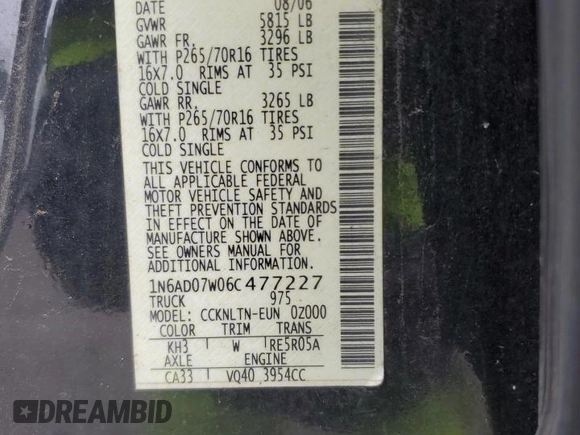 DATE 08/06
GVWR 5815 LB
GAWR FR. 3296 LB
WITH P265/70R16 TIRES
16X7.0 RIMS AT 35 PSI
COLD SINGLE
GAWR RR. 3265 LB
WITH P265/70R16 TIRES
16X7.0 RIMS AT 35 PSI
COLD SINGLE
THIS VEHICLE CONFORMS TO
ALL APPLICABLE FEDERAL
MOTOR VEHICLE SAFETY AND
THEFT PREVENTION STANDARDS
IN EFFECT ON THE DATE OF
MANUFACTURE SHOWN ABOVE.
SEE OWNERS MANUAL FOR
ADDITIONAL INFORMATION
1N6AD07W06C477227
TRUCK 975
MODEL: CCKNLTN-EUN 0Z000
COLOR TRIM TRANS
KH3 W RE5R05A
AXLE ENGINE
CA33 VQ40 3954CC
DREAMBID